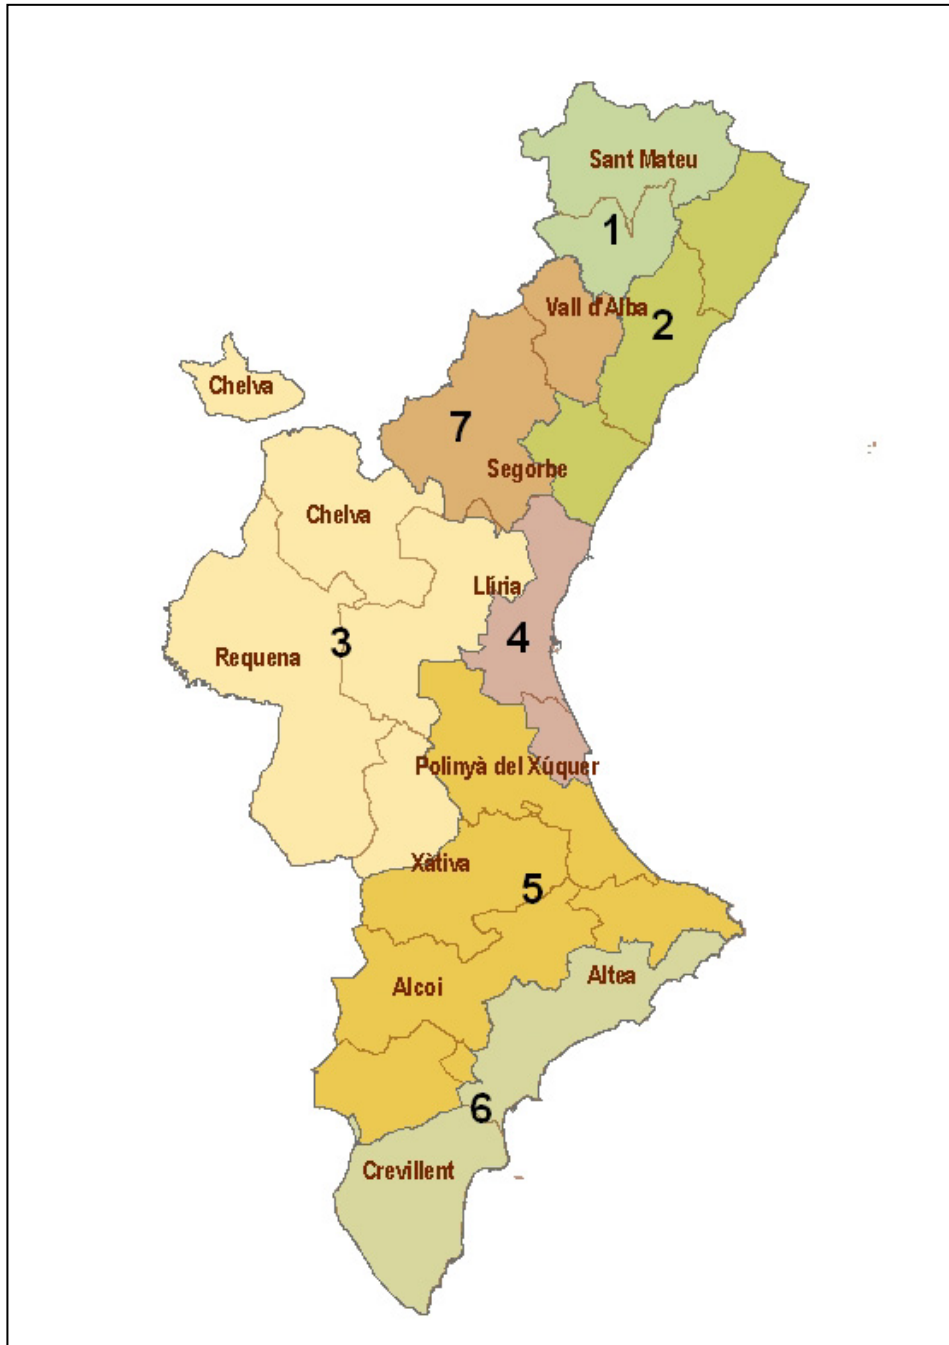 Sant Mateu
1
Vall d'Alba
2
Chelva
7
Segorbe
Chelva
Llíria
3
4
Requena
Polinyà del Xúquer
Xàtiva
5
Altea
Alcoi
6
Crevillent